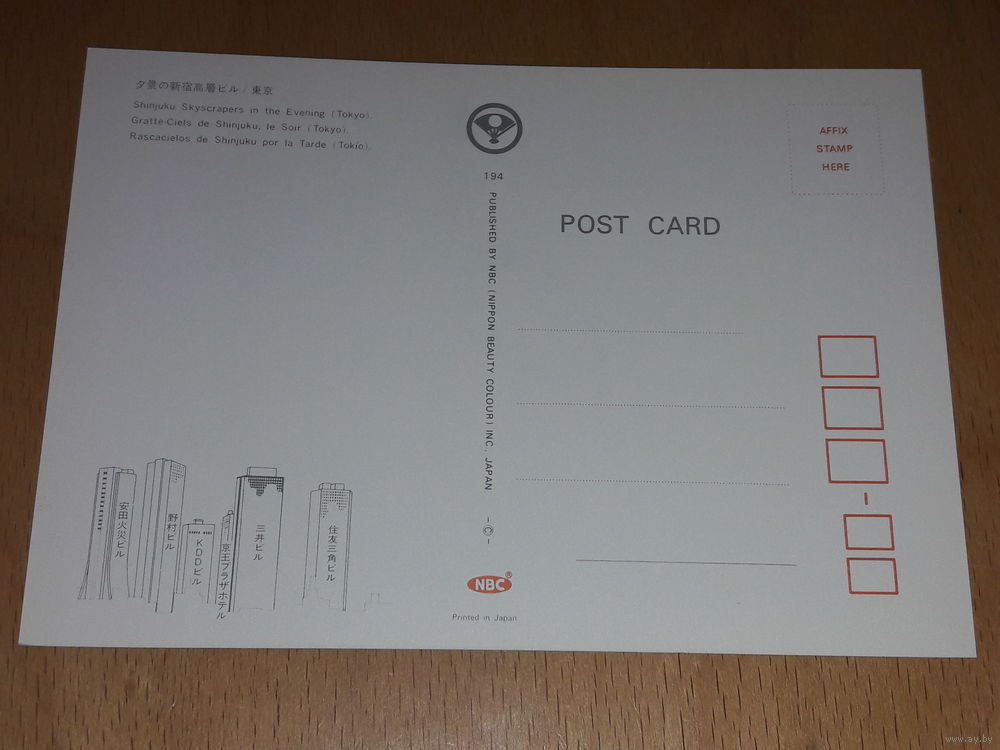 夕景の新宿高層ビル / 東京
Shinjuku Skyscrapers in the Evening (Tokyo).
Gratte-Ciels de Shinjuku, le Soir (Tokyo).
Rascacielos de Shinjuku por la Tarde (Tokio).
194
PUBLISHED BY NBC (NIPPON BEAUTY COLOUR) INC., JAPAN
–©–
NBC®
Printed in Japan
AFFIX
STAMP
HERE
POST CARD
安田火災ビル
野村ビル
KDDビル
京王プラザホテル
三井ビル
住友三角ビル
www.ay.by